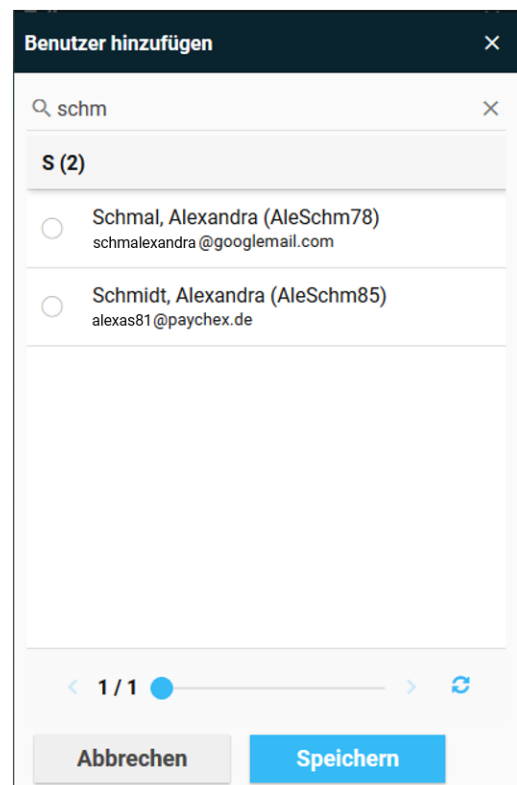 Benutzer hinzufügen
schm
S (2)
Schmal, Alexandra (AleSchm78)
schmalexandra @googlemail.com
Schmidt, Alexandra (AleSchm85)
alexas81@paychex.de
1 / 1
Abbrechen Speichern